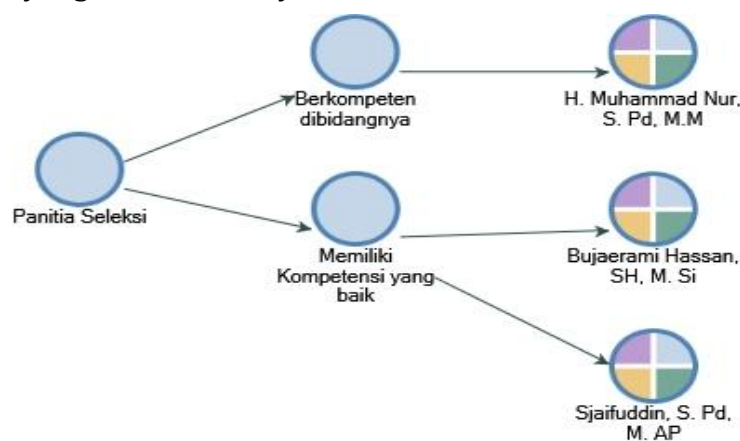 Berkompeten
dibidangnya
H. Muhammad Nur,
S. Pd, M.M
Panitia Seleksi
Memiliki
Kompetensi yang
baik
Bujaerami Hassan,
SH, M. Si
Sjaifuddin, S. Pd,
M. AP